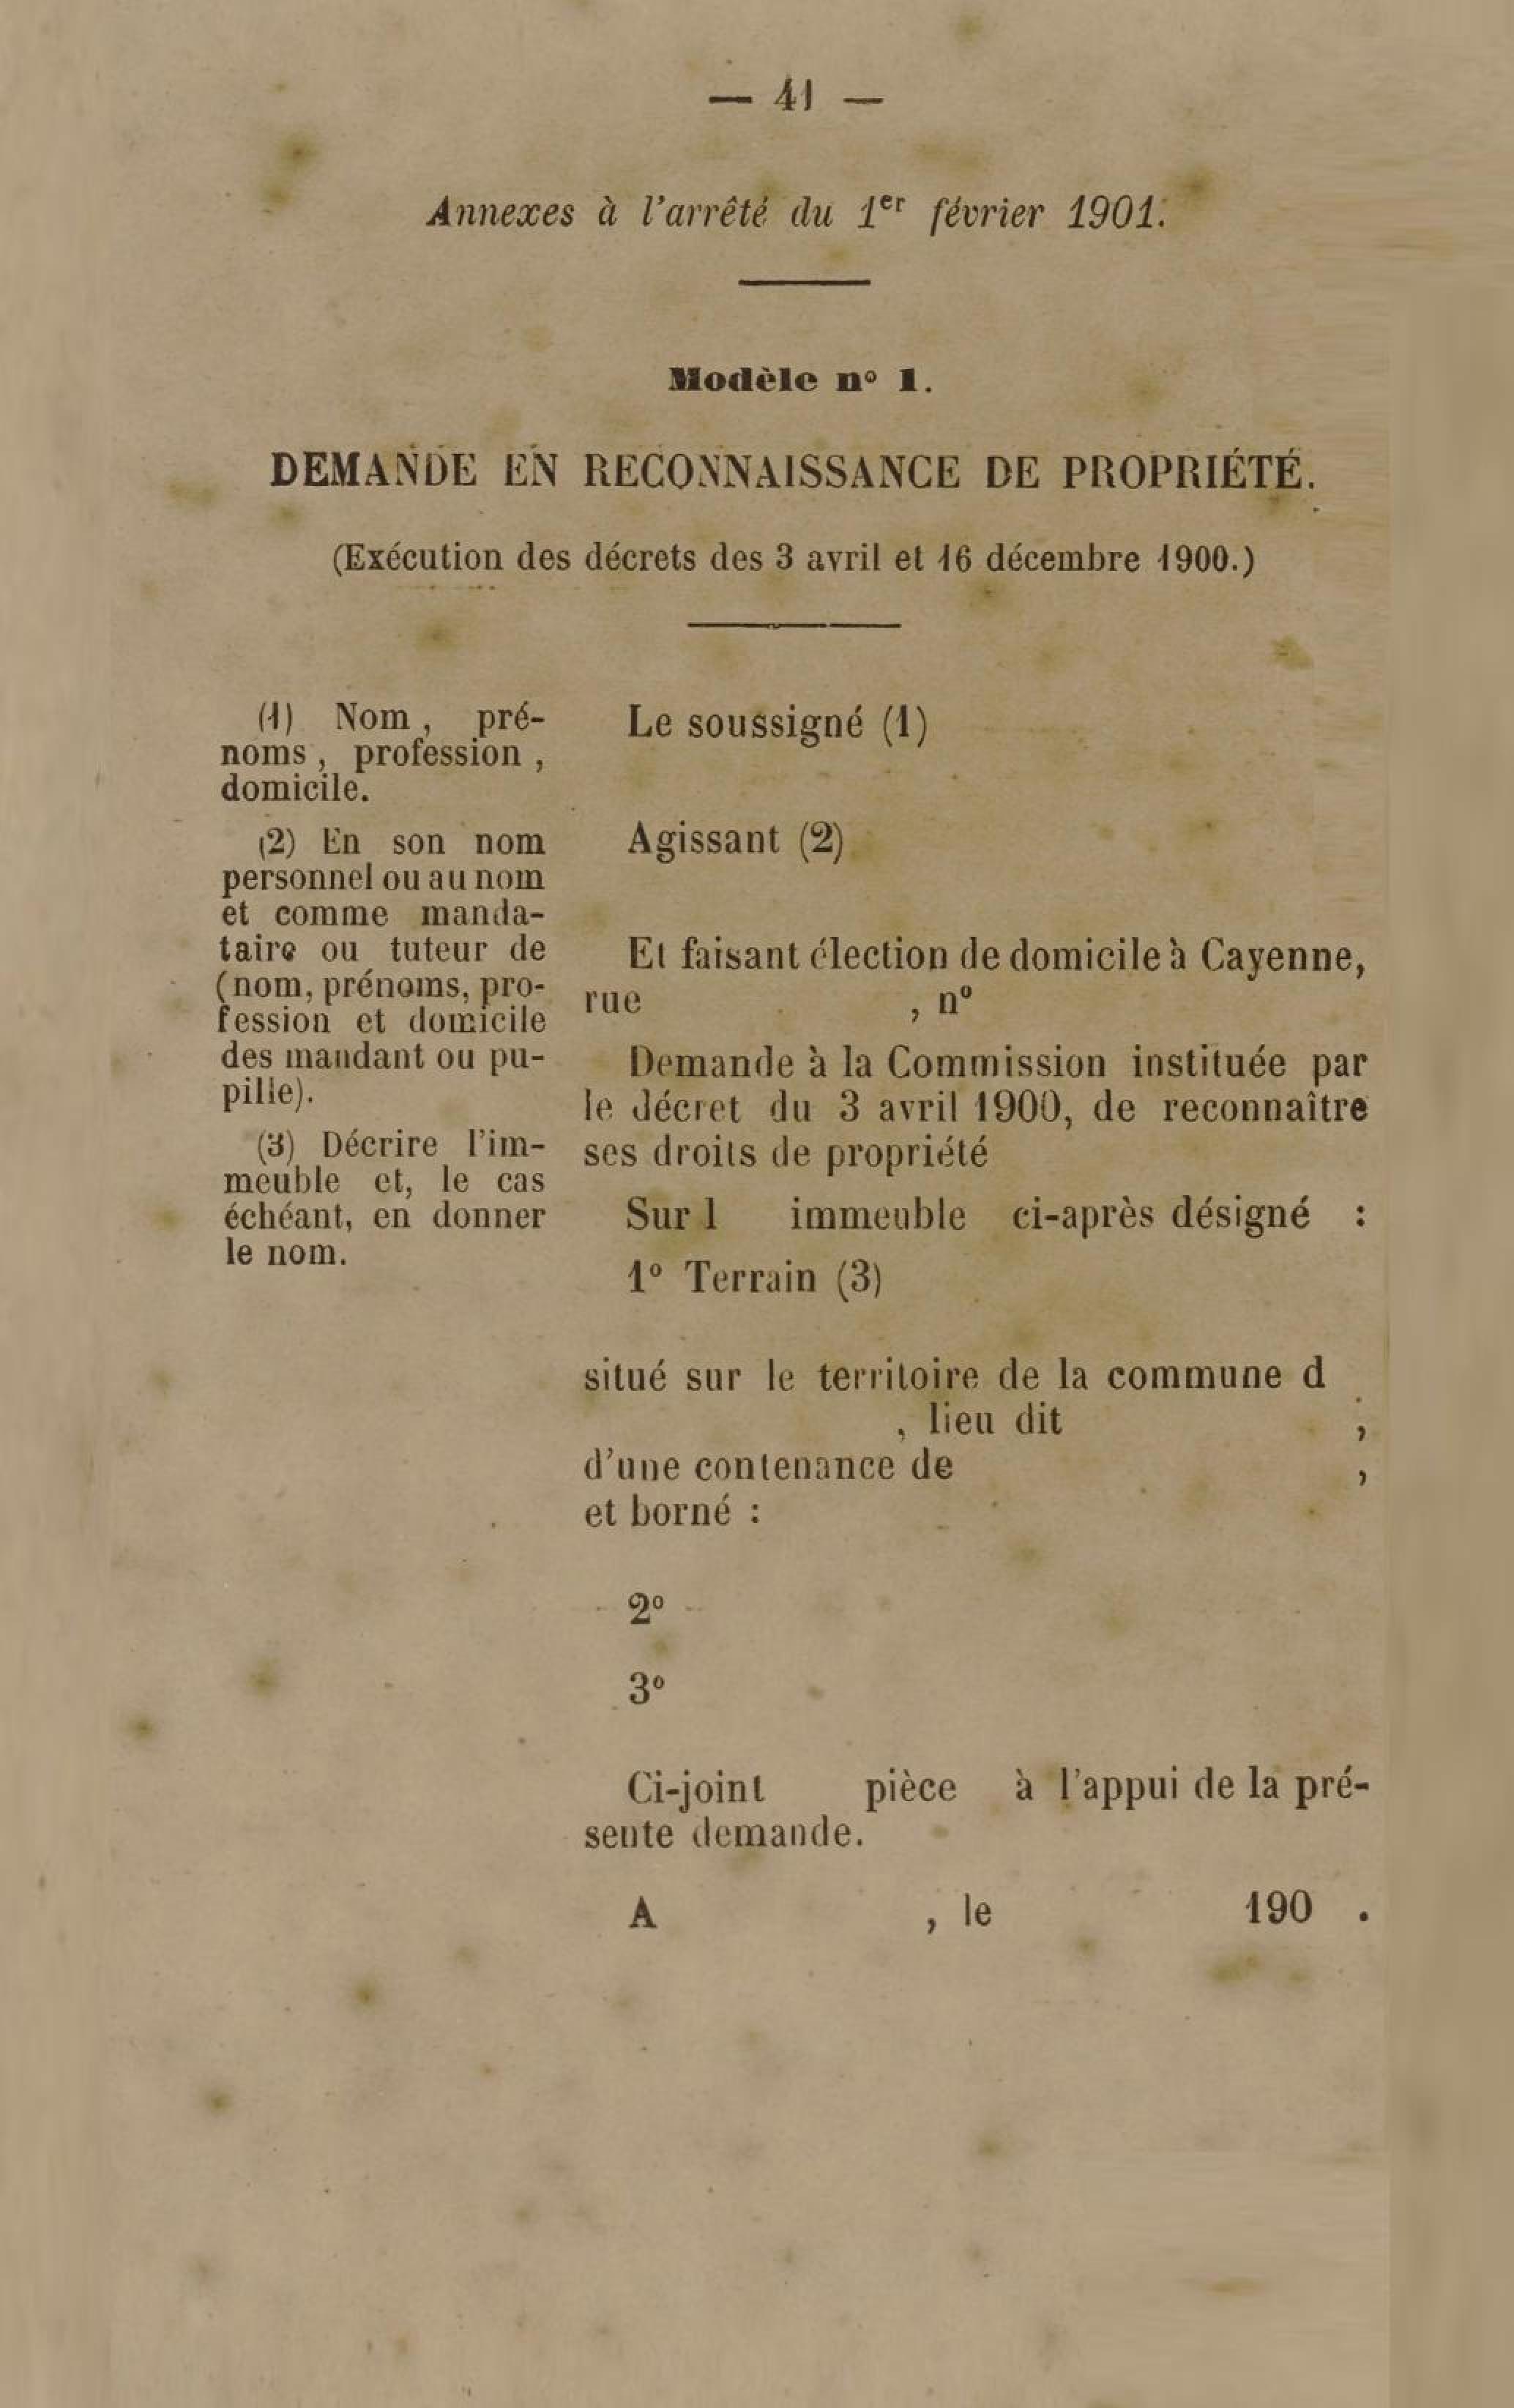 — 41 —
Annexes à l'arrêté du 1er février 1901.
Modèle nº 1.
DEMANDE EN RECONNAISSANCE DE PROPRIÉTÉ.
(Exécution des décrets des 3 avril et 16 décembre 1900.)
(1) Nom, pré-
noms, profession,
domicile.
(2) En son nom
personnel ou au nom
et comme manda-
taire ou tuteur de
(nom, prénoms, pro-
fession et domicile
des mandant ou pu-
pille).
(3) Décrire l'im-
meuble et, le cas
échéant, en donner
le nom.
Le soussigné (1)
Agissant (2)
Et faisant élection de domicile à Cayenne,
rue , nº
Demande à la Commission instituée par
le décret du 3 avril 1900, de reconnaître
ses droits de propriété
Sur l immeuble ci-après désigné :
1º Terrain (3)
situé sur le territoire de la commune d
, lieu dit ,
d'une contenance de ,
et borné :
2º
3º
Ci-joint pièce à l'appui de la pré-
sente demande.
A , le 190 .